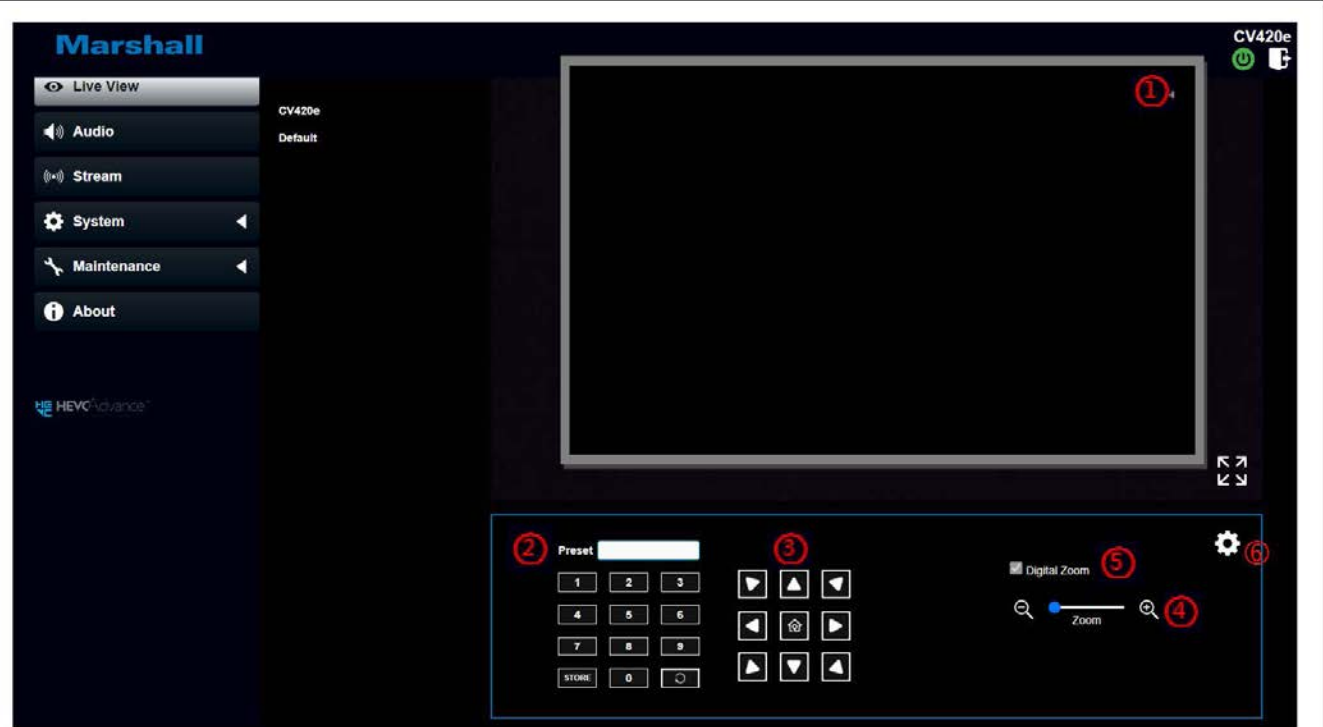 Marshall
CV420e
Live View
①
CV420e
Audio
Default
Stream
System
Maintenance
About
HEVC Advance
② Preset
③
⑥
Digital Zoom ⑤
1 2 3
4 5 6
④
Zoom
7 8 9
STORE 0